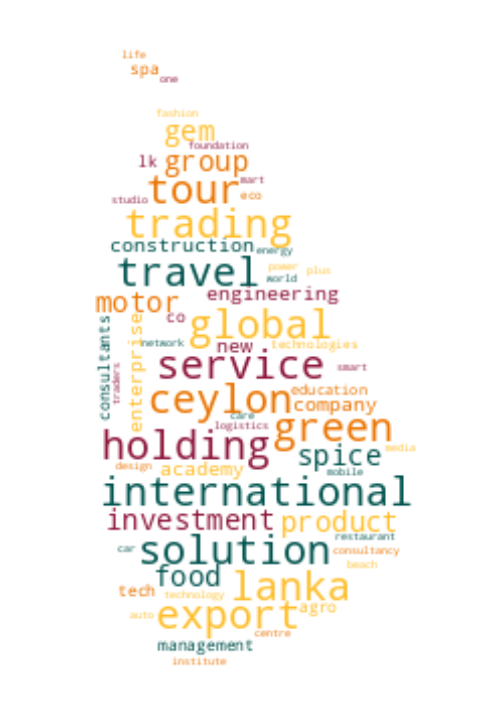 life
spa
one
fashion
gem
foundation
lk group
tour mart
studio eco
trading
construction energy
travel power plus
world
motor engineering
co global
consultants
traders
enterprise
network new technologies
service smart
ceylon education
company
care
logistics green
holding spice media
design academy mobile
international
investment product
restaurant
car solution consultancy
beach
food
tech technology lanka
auto export agro
centre
management
institute